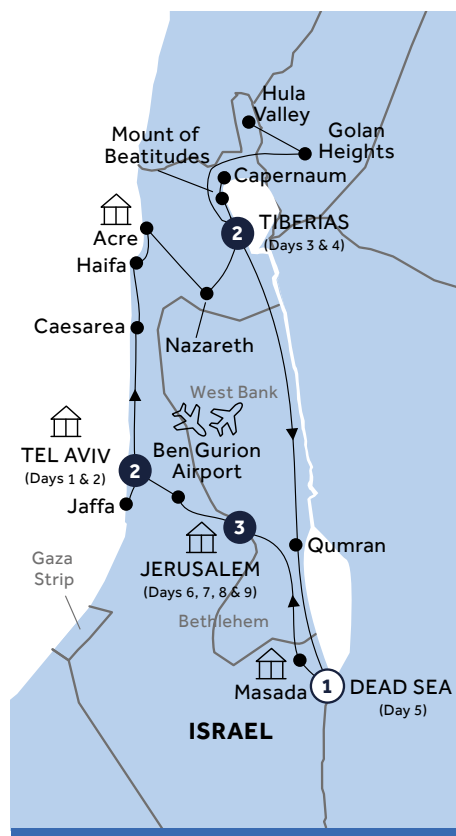 Hula
Valley
Mount of
Beatitudes
Golan
Heights
Capernaum
Acre
2
TIBERIAS
(Days 3 & 4)
Haifa
Caesarea
Nazareth
West Bank
TEL AVIV
(Days 1 & 2)
2
Ben Gurion
Airport
Jaffa
3
Qumran
Gaza
Strip
JERUSALEM
(Days 6, 7, 8 & 9)
Bethlehem
Masada
1
DEAD SEA
(Day 5)
ISRAEL